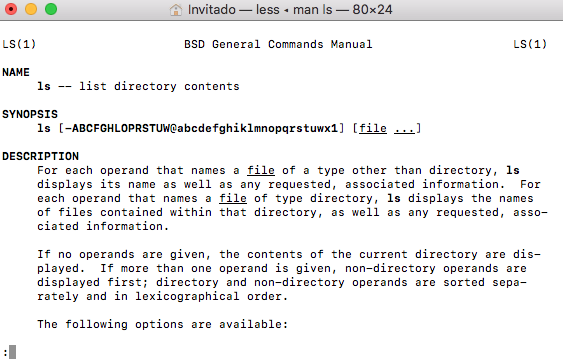 Invitado — less ◂ man ls — 80×24
LS(1) BSD General Commands Manual LS(1)
NAME
ls -- list directory contents
SYNOPSIS
ls [-ABCFGHLOPRSTUW@abcdefghiklmnopqrstuwx1] [file ...]
DESCRIPTION
For each operand that names a file of a type other than directory, ls
displays its name as well as any requested, associated information. For
each operand that names a file of type directory, ls displays the names
of files contained within that directory, as well as any requested, asso-
ciated information.
If no operands are given, the contents of the current directory are dis-
played. If more than one operand is given, non-directory operands are
displayed first; directory and non-directory operands are sorted sepa-
rately and in lexicographical order.
The following options are available:
: